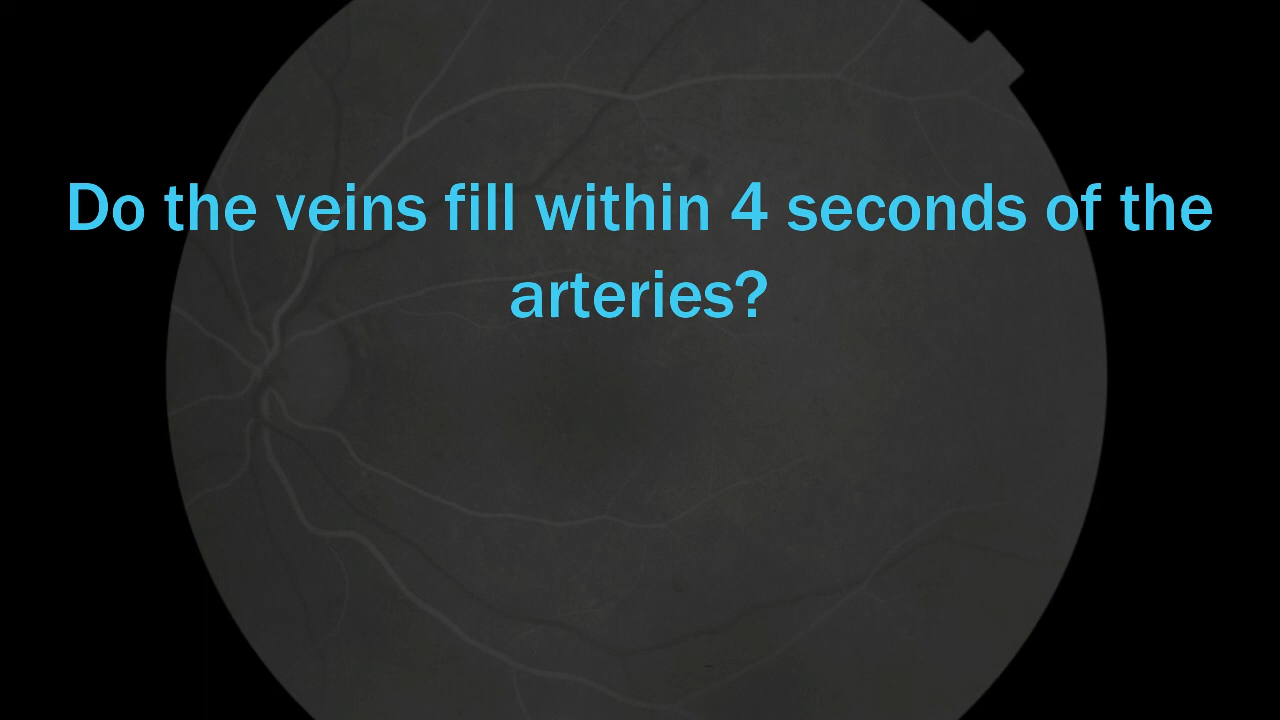 Do the veins fill within 4 seconds of the
arteries?